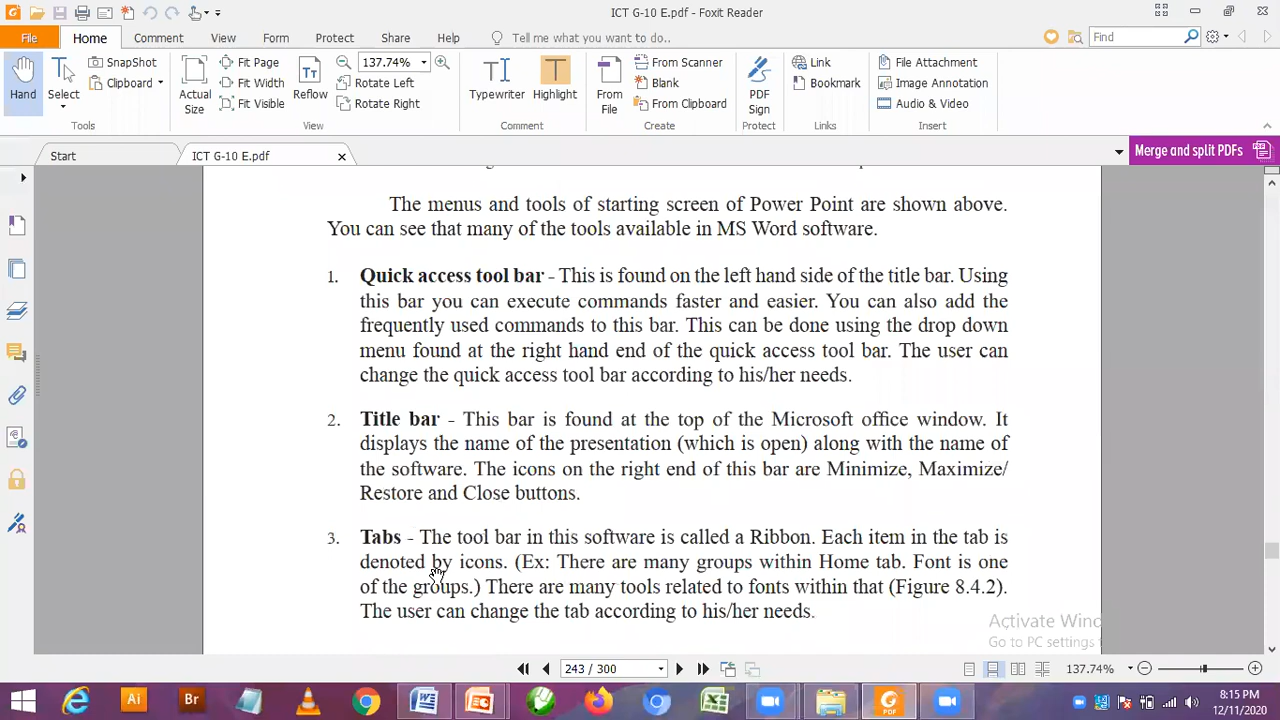 ICT G-10 E.pdf - Foxit Reader
File Home Comment View Form Protect Share Help Tell me what you want to do... Find
Hand Select SnapShot Clipboard Actual Size Fit Page Fit Width Fit Visible Reflow 137.74% Rotate Left Rotate Right Typewriter Highlight From File From Scanner Blank From Clipboard PDF Sign Link Bookmark File Attachment Image Annotation Audio & Video
Tools View Comment Create Protect Links Insert
Start ICT G-10 E.pdf Merge and split PDFs
The menus and tools of starting screen of Power Point are shown above.
You can see that many of the tools available in MS Word software.
1. Quick access tool bar - This is found on the left hand side of the title bar. Using
this bar you can execute commands faster and easier. You can also add the
frequently used commands to this bar. This can be done using the drop down
menu found at the right hand end of the quick access tool bar. The user can
change the quick access tool bar according to his/her needs.
2. Title bar - This bar is found at the top of the Microsoft office window. It
displays the name of the presentation (which is open) along with the name of
the software. The icons on the right end of this bar are Minimize, Maximize/
Restore and Close buttons.
3. Tabs - The tool bar in this software is called a Ribbon. Each item in the tab is
denoted by icons. (Ex: There are many groups within Home tab. Font is one
of the groups.) There are many tools related to fonts within that (Figure 8.4.2).
The user can change the tab according to his/her needs.
Activate Wind
Go to PC settings
243 / 300 137.74%
Ai Br PDF
8:15 PM
12/11/2020